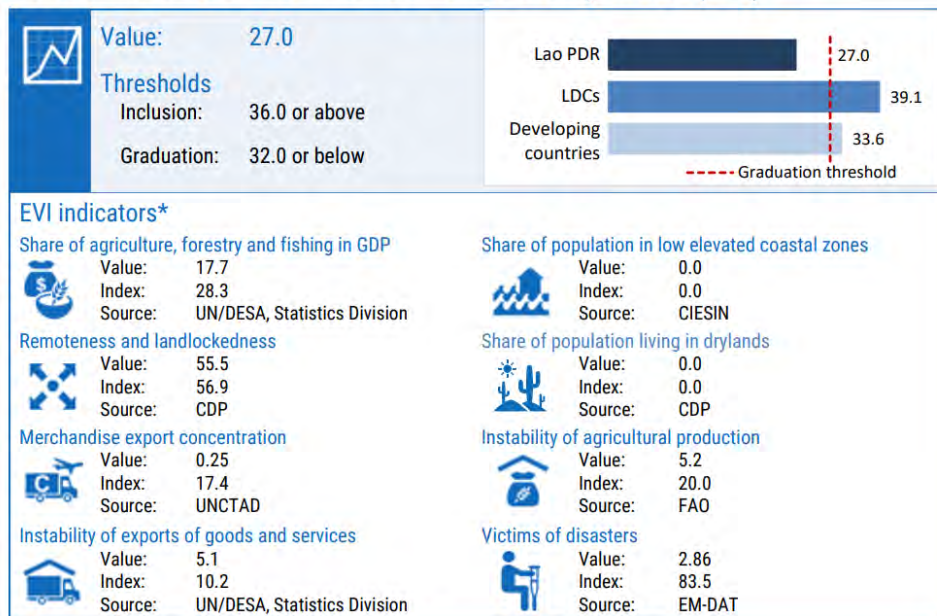 Value: 27.0
Thresholds
Inclusion: 36.0 or above
Graduation: 32.0 or below
Lao PDR 27.0
LDCs 39.1
Developing
countries 33.6
Graduation threshold
EVI indicators*
Share of agriculture, forestry and fishing in GDP
Value: 17.7
Index: 28.3
Source: UN/DESA, Statistics Division
Share of population in low elevated coastal zones
Value: 0.0
Index: 0.0
Source: CIESIN
Remoteness and landlockedness
Value: 55.5
Index: 56.9
Source: CDP
Share of population living in drylands
Value: 0.0
Index: 0.0
Source: CDP
Merchandise export concentration
Value: 0.25
Index: 17.4
Source: UNCTAD
Instability of agricultural production
Value: 5.2
Index: 20.0
Source: FAO
Instability of exports of goods and services
Value: 5.1
Index: 10.2
Source: UN/DESA, Statistics Division
Victims of disasters
Value: 2.86
Index: 83.5
Source: EM-DAT